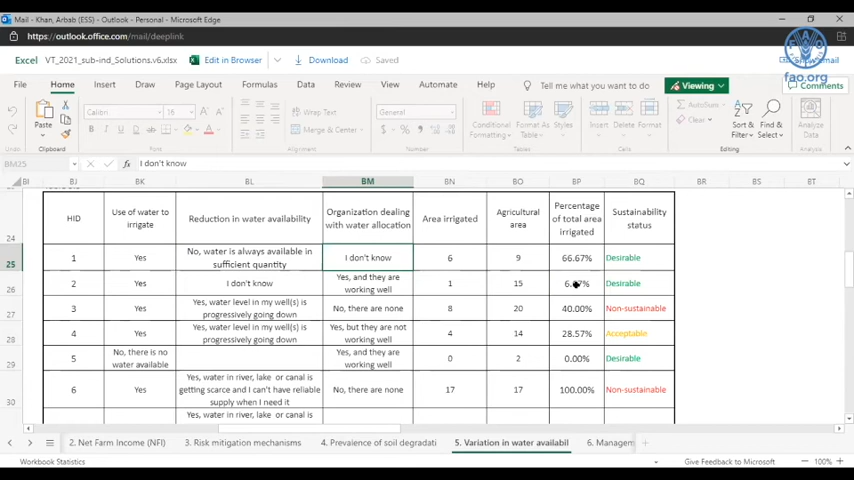 Mail - Khan, Arbab (ESS) - Outlook - Personal - Microsoft Edge
https://outlook.office.com/mail/deeplink
Excel VT_2021_sub-ind_Solutions.v6.xlsx Edit in Browser Download Saved
fao.org
File Home Insert Draw Page Layout Formulas Data Review View Automate Help Tell me what you want to do Viewing Comments
Paste Calibri 16 Wrap Text General Conditional Format Styles Insert Delete Format AutoSum Sort & Find & Analyze
B Merge & Center $ % Formatting As Table Clear Filter Select Data
Clipboard Font Alignment Number Editing
BM25 fx I don't know
BI BJ BK BL BM BN BO BP BQ BR BS BT
24 HID Use of water to irrigate Reduction in water availability Organization dealing with water allocation Area irrigated Agricultural area Percentage of total area irrigated Sustainability status
25 1 Yes No, water is always available in sufficient quantity I don't know 6 9 66.67% Desirable
26 2 Yes I don't know Yes, and they are working well 1 15 Desirable
27 3 Yes Yes, water level in my well(s) is progressively going down No, there are none 8 20 40.00% Non-sustainable
28 4 Yes Yes, water level in my well(s) is progressively going down Yes, but they are not working well 4 14 28.57% Acceptable
29 5 No, there is no water available Yes, and they are working well 0 2 0.00% Desirable
30 6 Yes Yes, water in river, lake or canal is getting scarce and I can't have reliable supply when I need it No, there are none 17 17 100.00% Non-sustainable
Yes, water in river, lake or canal is
2. Net Farm Income (NFI) 3. Risk mitigation mechanisms 4. Prevalence of soil degradati 5. Variation in water availabil 6. Managem
Workbook Statistics Give Feedback to Microsoft 100%